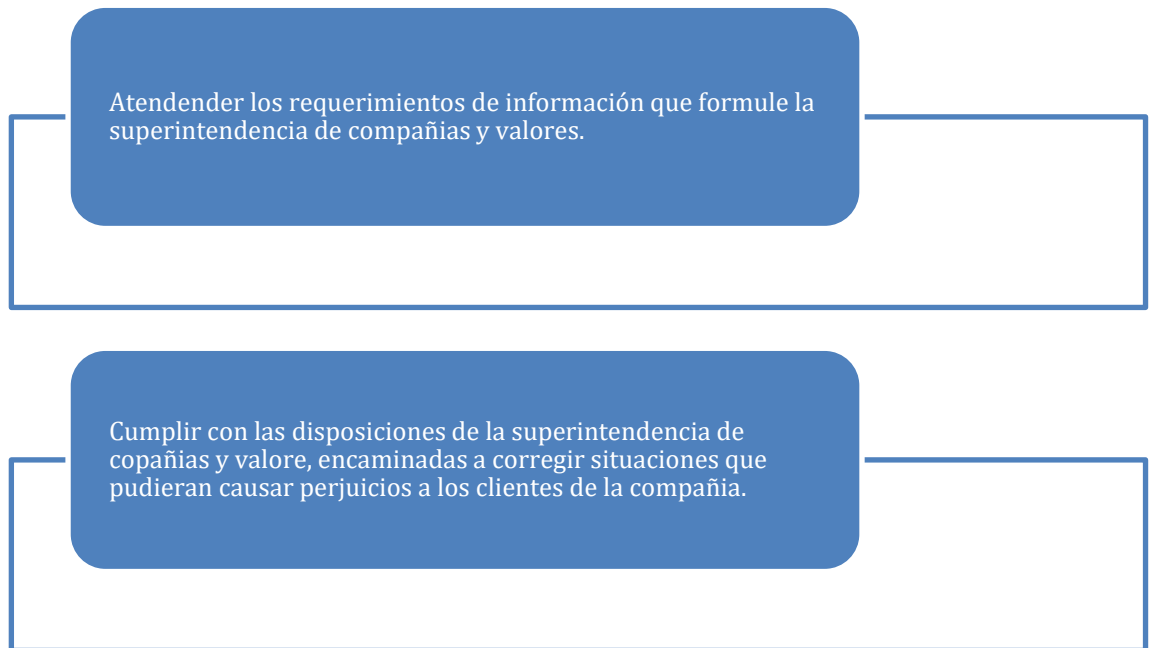 Atendender los requerimientos de información que formule la
superintendencia de compañias y valores.
Cumplir con las disposiciones de la superintendencia de
copañias y valore, encaminadas a corregir situaciones que
pudieran causar perjuicios a los clientes de la compañia.